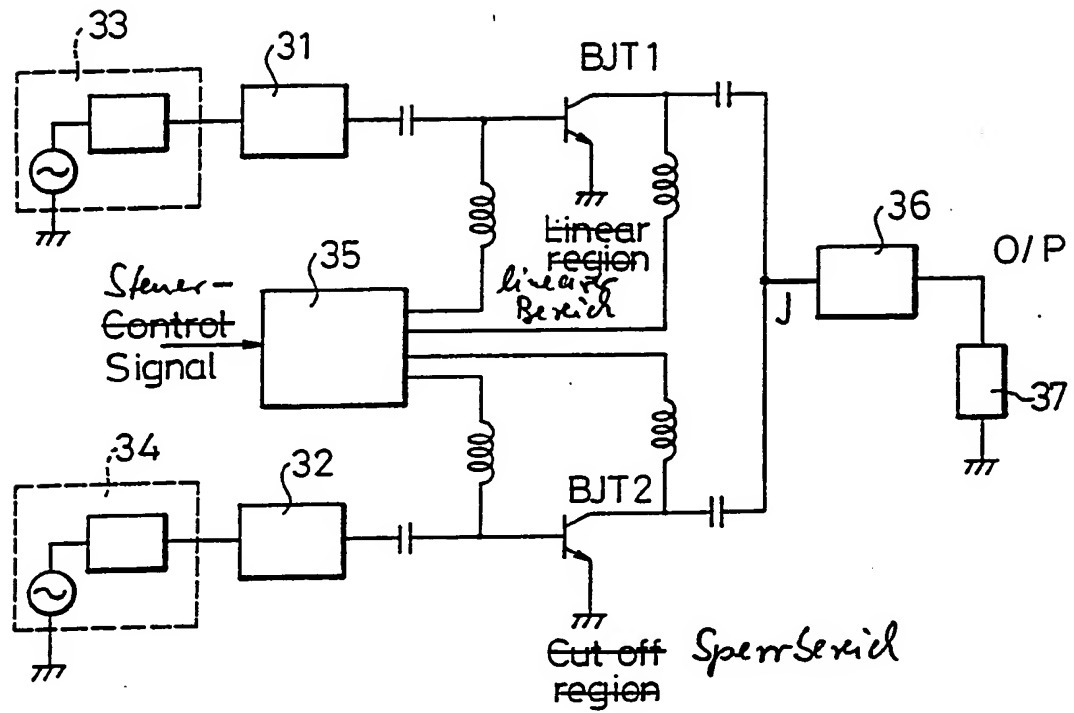 33
31
BJT1
36
O/P
Linear
region
linearer
Bereich
35
Steuer-
Control
Signal
J
37
34
32
BJT2
Cut off
region
Sperrbereich